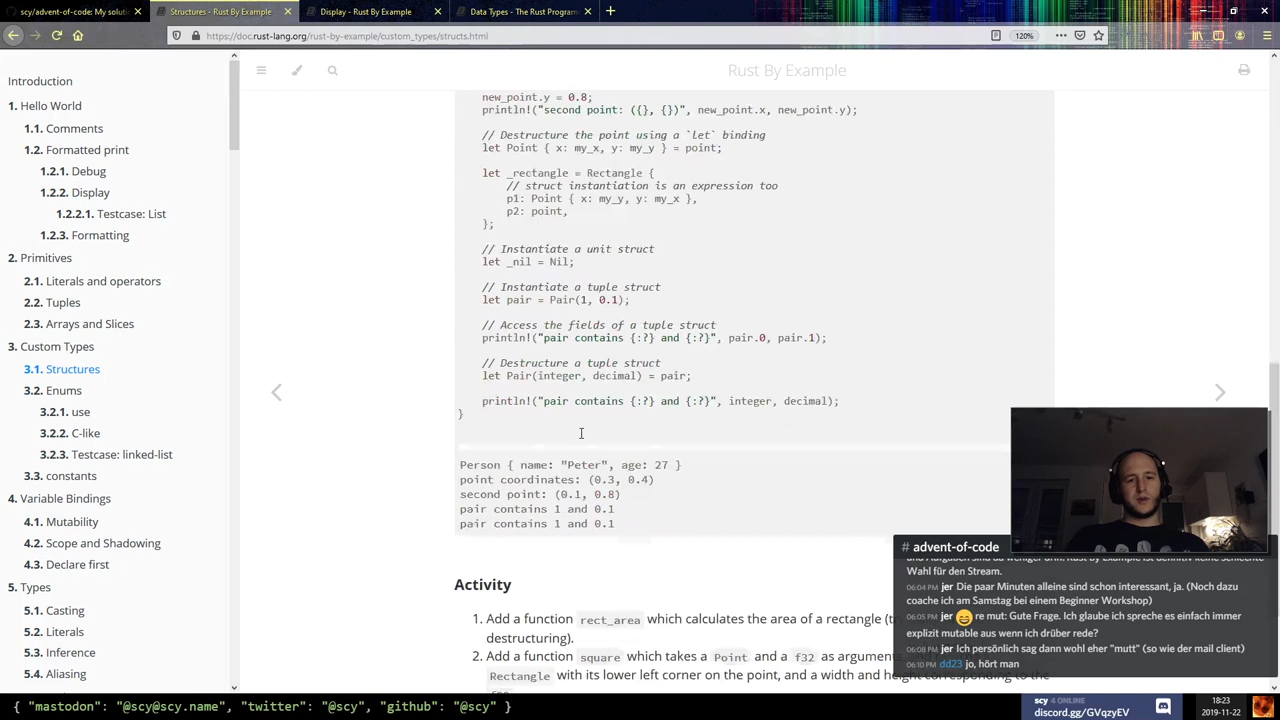 scy/advent-of-code: My soluti
Structures - Rust By Example
Display - Rust By Example
Data Types - The Rust Program
https://doc.rust-lang.org/rust-by-example/custom_types/structs.html
120%
Introduction
1. Hello World
1.1. Comments
1.2. Formatted print
1.2.1. Debug
1.2.2. Display
1.2.2.1. Testcase: List
1.2.3. Formatting
2. Primitives
2.1. Literals and operators
2.2. Tuples
2.3. Arrays and Slices
3. Custom Types
3.1. Structures
3.2. Enums
3.2.1. use
3.2.2. C-like
3.2.3. Testcase: linked-list
3.3. constants
4. Variable Bindings
4.1. Mutability
4.2. Scope and Shadowing
4.3. Declare first
5. Types
5.1. Casting
5.2. Literals
5.3. Inference
5.4. Aliasing
Rust By Example
new_point.y = 0.8;
println!("second point: ({}, {})", new_point.x, new_point.y);
// Destructure the point using a `let` binding
let Point { x: my_x, y: my_y } = point;
let _rectangle = Rectangle {
// struct instantiation is an expression too
p1: Point { x: my_y, y: my_x },
p2: point,
};
// Instantiate a unit struct
let _nil = Nil;
// Instantiate a tuple struct
let pair = Pair(1, 0.1);
// Access the fields of a tuple struct
println!("pair contains {:?} and {:?}", pair.0, pair.1);
// Destructure a tuple struct
let Pair(integer, decimal) = pair;
println!("pair contains {:?} and {:?}", integer, decimal);
}
Person { name: "Peter", age: 27 }
point coordinates: (0.3, 0.4)
second point: (0.1, 0.8)
pair contains 1 and 0.1
pair contains 1 and 0.1
Activity
1. Add a function rect_area which calculates the area of a rectangle (t
destructuring).
2. Add a function square which takes a Point and a f32 as arguments
Rectangle with its lower left corner on the point, and a width and height corresponding to the
# advent-of-code
Wahl für den Stream.
06:04 PM jer Die paar Minuten alleine sind schon interessant, ja. (Noch dazu
coache ich am Samstag bei einem Beginner Workshop)
06:05 PM jer re mut: Gute Frage. Ich glaube ich spreche es einfach immer
explizit mutable aus wenn ich drüber rede?
06:08 PM jer Ich persönlich sag dann wohl eher "mutt" (so wie der mail client)
06:10 PM dd23 jo, hört man
{ "mastodon": "@scy@scy.name", "twitter": "@scy", "github": "@scy" }
scy 4 ONLINE
discord.gg/GVqzyEV
18:23
2019-11-22